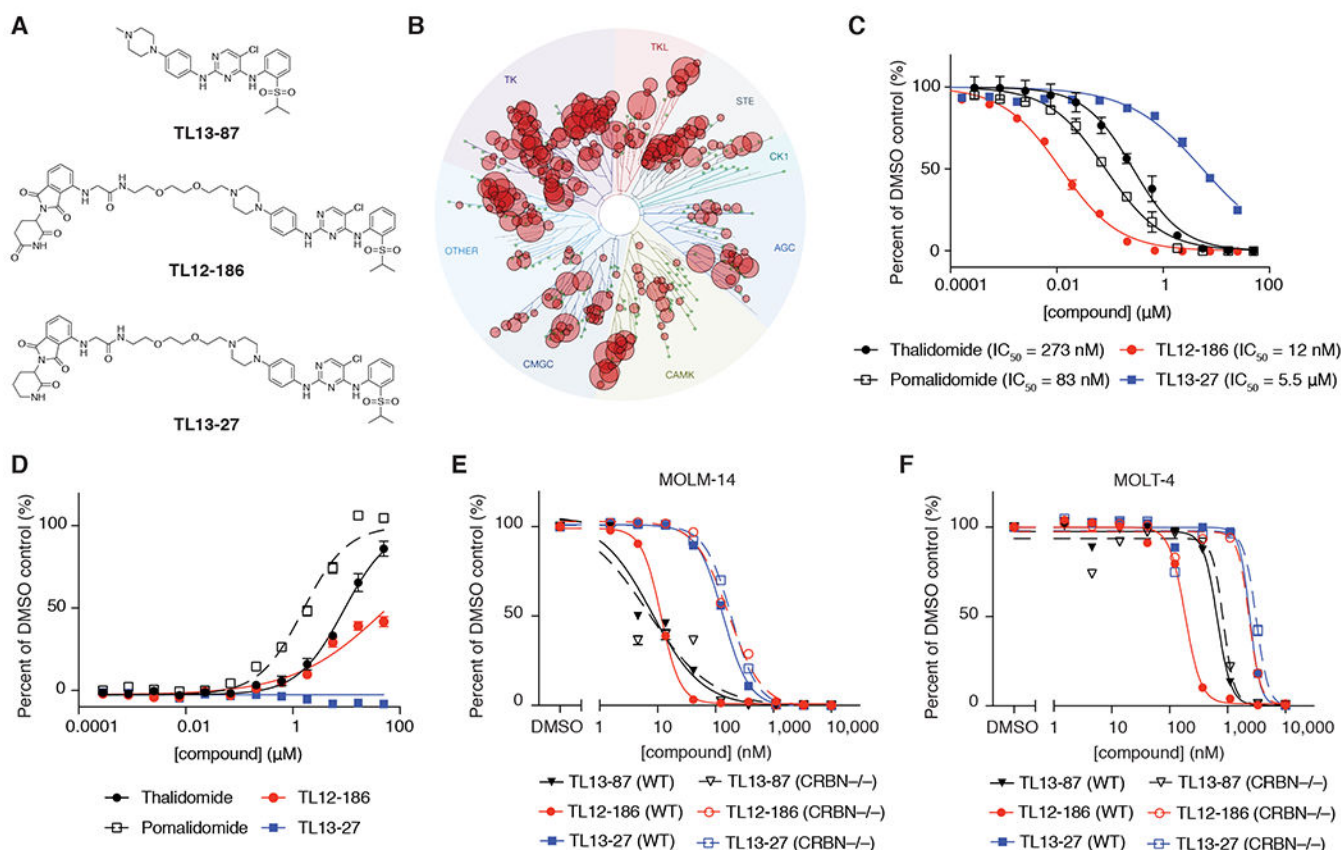 A
CH3
N
N
N
H
N
N
Cl
N
H
O=S=O
TL13-87
O
N
O
O
NH
O
N
H
O
H
N
O
O
N
N
N
H
N
N
Cl
N
H
O=S=O
TL12-186
O
N
O
O
NH
N
H
O
H
N
O
O
N
N
N
H
N
N
Cl
N
H
O=S=O
TL13-27
B
TKL
TK
STE
CK1
OTHER
AGC
CMGC
CAMK
C
Percent of DMSO control (%)
100
50
0
0.0001
0.01
1
100
[compound] (µM)
Thalidomide (IC50 = 273 nM)
TL12-186 (IC50 = 12 nM)
Pomalidomide (IC50 = 83 nM)
TL13-27 (IC50 = 5.5 µM)
D
Percent of DMSO control (%)
100
50
0
0.0001
0.01
1
100
[compound] (µM)
Thalidomide
TL12-186
Pomalidomide
TL13-27
E
MOLM-14
Percent of DMSO control (%)
100
50
0
DMSO
1
10
100
1,000
10,000
[compound] (nM)
TL13-87 (WT)
TL13-87 (CRBN–/–)
TL12-186 (WT)
TL12-186 (CRBN–/–)
TL13-27 (WT)
TL13-27 (CRBN–/–)
F
MOLT-4
Percent of DMSO control (%)
100
50
0
DMSO
1
10
100
1,000
10,000
[compound] (nM)
TL13-87 (WT)
TL13-87 (CRBN–/–)
TL12-186 (WT)
TL12-186 (CRBN–/–)
TL13-27 (WT)
TL13-27 (CRBN–/–)